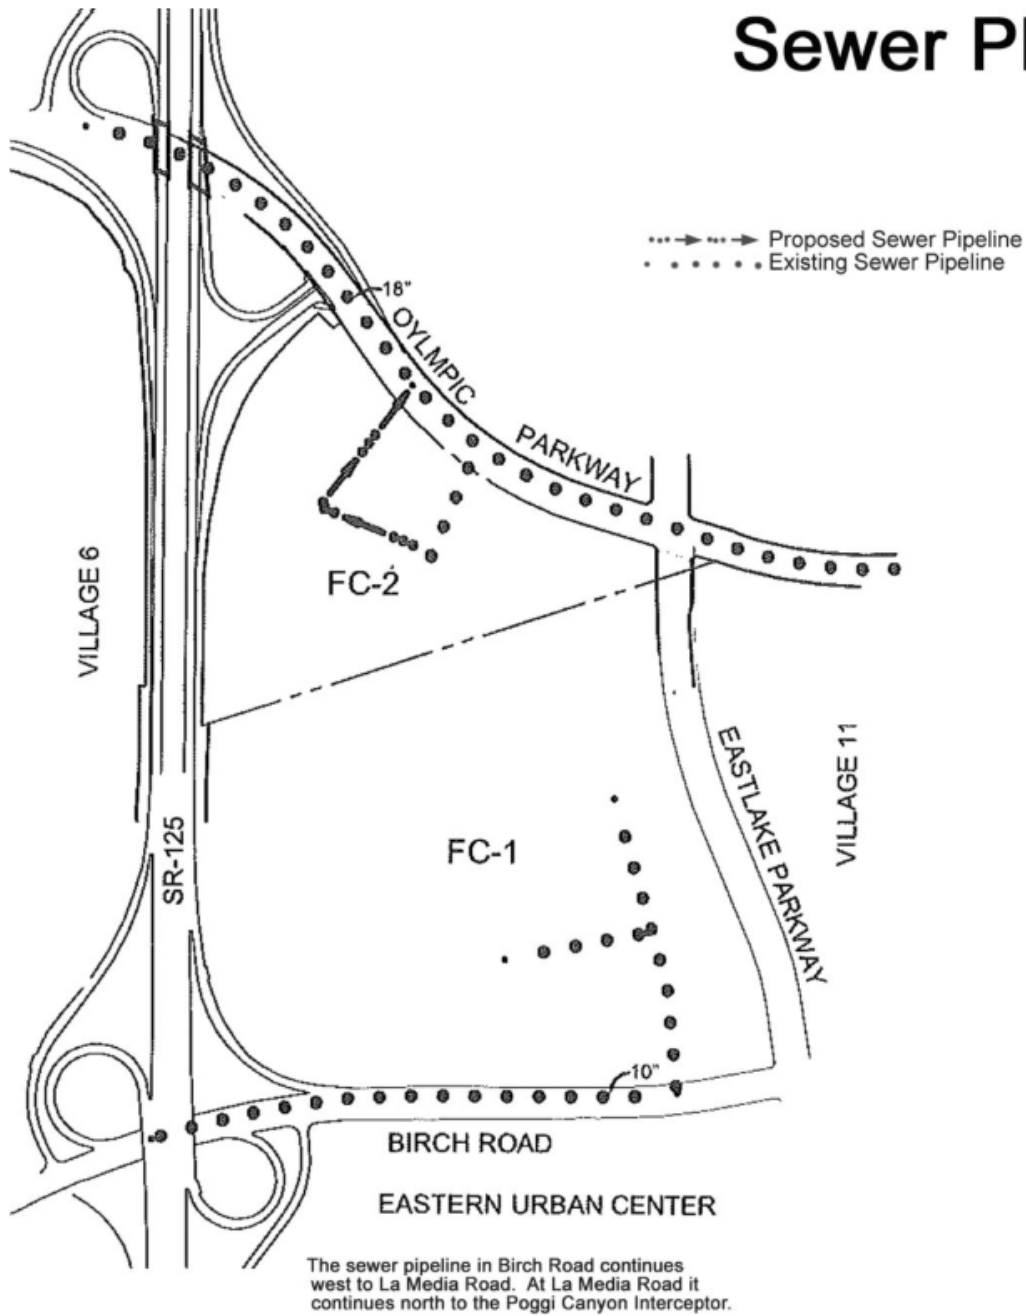 Sewer Pl
Proposed Sewer Pipeline
Existing Sewer Pipeline
18"
OYLMPIC
PARKWAY
FC-2
VILLAGE 6
EASTLAKE PARKWAY
VILLAGE 11
FC-1
SR-125
10"
BIRCH ROAD
EASTERN URBAN CENTER
The sewer pipeline in Birch Road continues
west to La Media Road. At La Media Road it
continues north to the Poggi Canyon Interceptor.